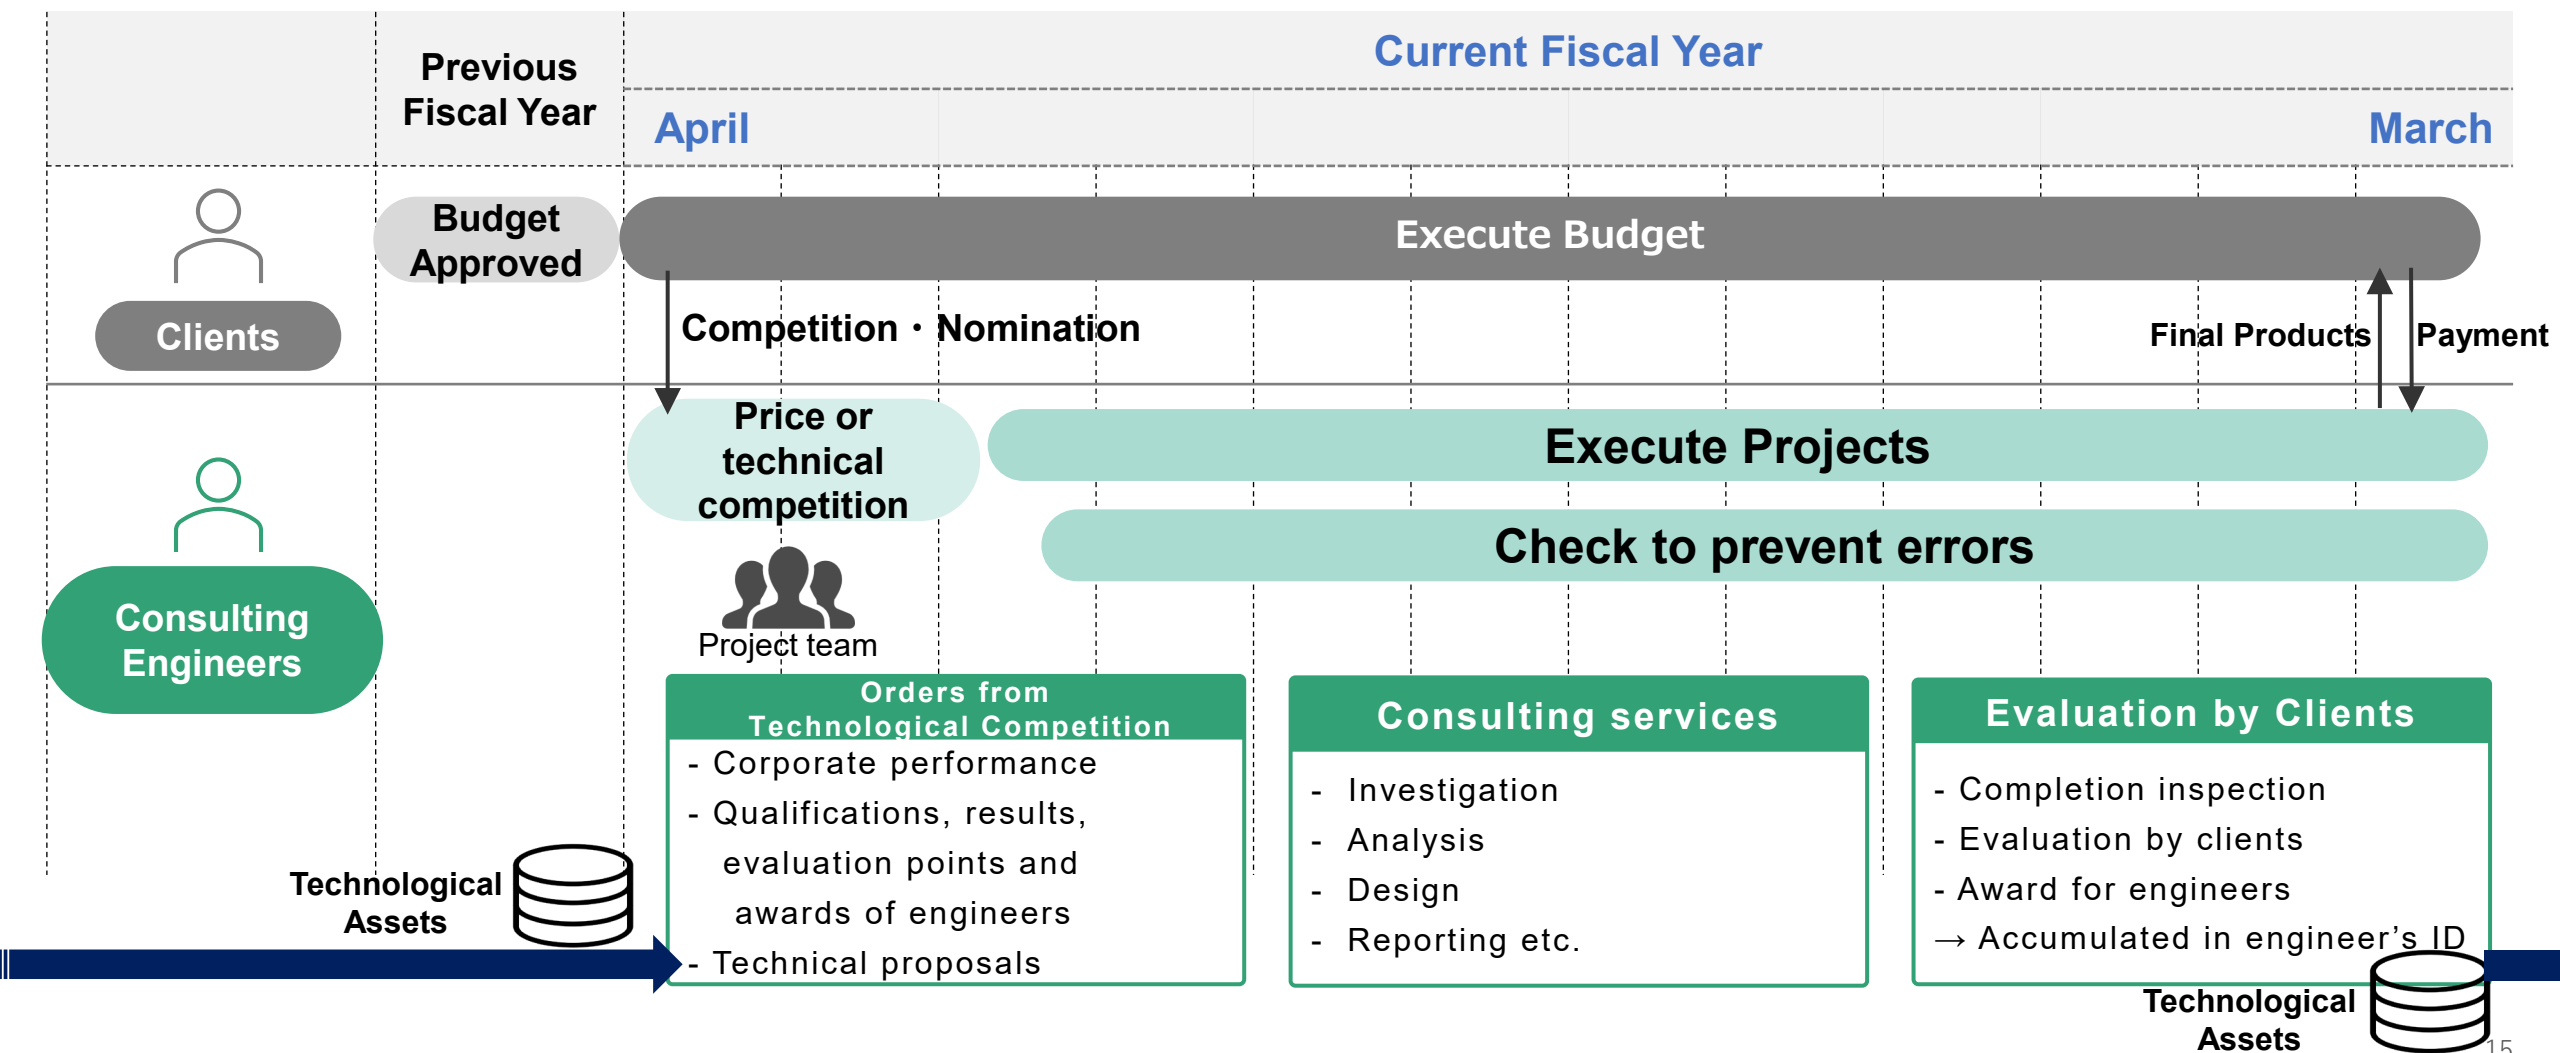 Previous
Fiscal Year
Current Fiscal Year
April
March
Budget
Approved
Execute Budget
Clients
Competition・Nomination
Final Products
Payment
Price or
technical
competition
Execute Projects
Check to prevent errors
Project team
Consulting
Engineers
Orders from
Technological Competition
- Corporate performance
- Qualifications, results,
evaluation points and
awards of engineers
- Technical proposals
Consulting services
- Investigation
- Analysis
- Design
- Reporting etc.
Evaluation by Clients
- Completion inspection
- Evaluation by clients
- Award for engineers
→ Accumulated in engineer’s ID
Technological
Assets
Technological
Assets
15